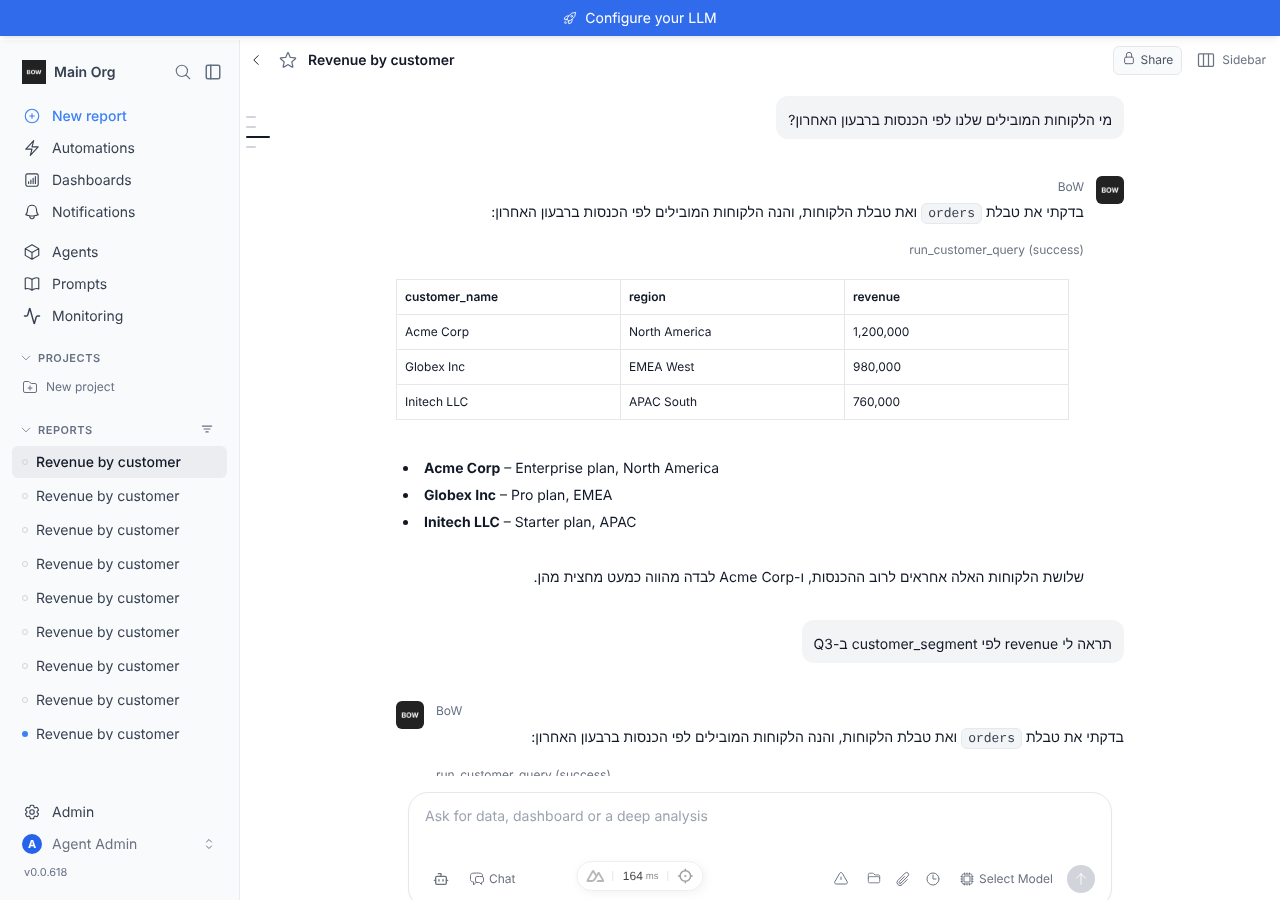 Configure your LLM
BOW
Main Org
New report
Automations
Dashboards
Notifications
Agents
Prompts
Monitoring
PROJECTS
New project
REPORTS
Revenue by customer
Revenue by customer
Revenue by customer
Revenue by customer
Revenue by customer
Revenue by customer
Revenue by customer
Revenue by customer
Revenue by customer
Admin
A Agent Admin
v0.0.618
Revenue by customer
Share
Sidebar
מי הלקוחות המובילים שלנו לפי הכנסות ברבעון האחרון?
BoW
BOW
בדקתי את טבלת orders ואת טבלת הלקוחות, והנה הלקוחות המובילים לפי הכנסות ברבעון האחרון:
run_customer_query (success)
customer_name region revenue
Acme Corp North America 1,200,000
Globex Inc EMEA West 980,000
Initech LLC APAC South 760,000
• Acme Corp – Enterprise plan, North America
• Globex Inc – Pro plan, EMEA
• Initech LLC – Starter plan, APAC
שלושת הלקוחות האלה אחראים לרוב ההכנסות, ו-Acme Corp לבדה מהווה כמעט מחצית מהן.
תראה לי revenue לפי customer_segment ב-Q3
BOW
BoW
בדקתי את טבלת orders ואת טבלת הלקוחות, והנה הלקוחות המובילים לפי הכנסות ברבעון האחרון:
run_customer_query (success)
Ask for data, dashboard or a deep analysis
Chat
164 ms
Select Model